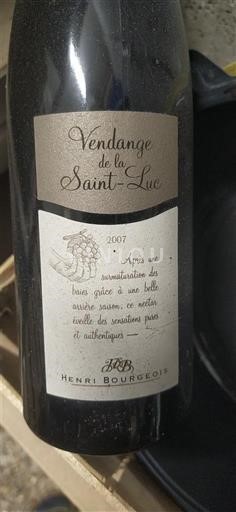 Vendange
de la
Saint-Luc
2007
Après une
surmaturation des
baies grâce à une belle
arrière saison, ce nectar
éveille des sensations pures
et authentiques
HB
HENRI BOURGEOIS